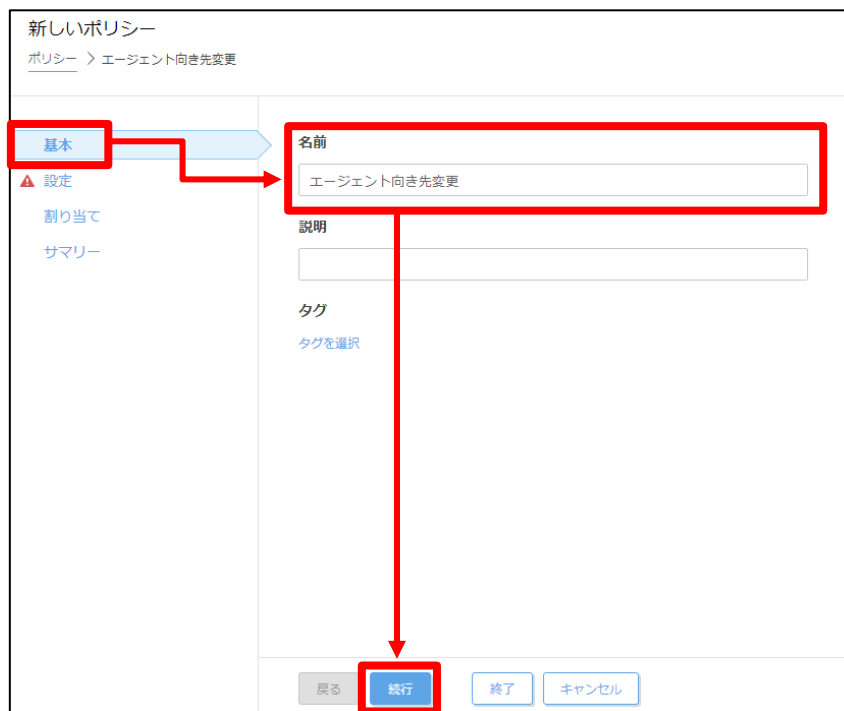 新しいポリシー
ポリシー > エージェント向き先変更
基本
設定
割り当て
サマリー
名前
エージェント向き先変更
説明
タグ
タグを選択
戻る 続行 終了 キャンセル